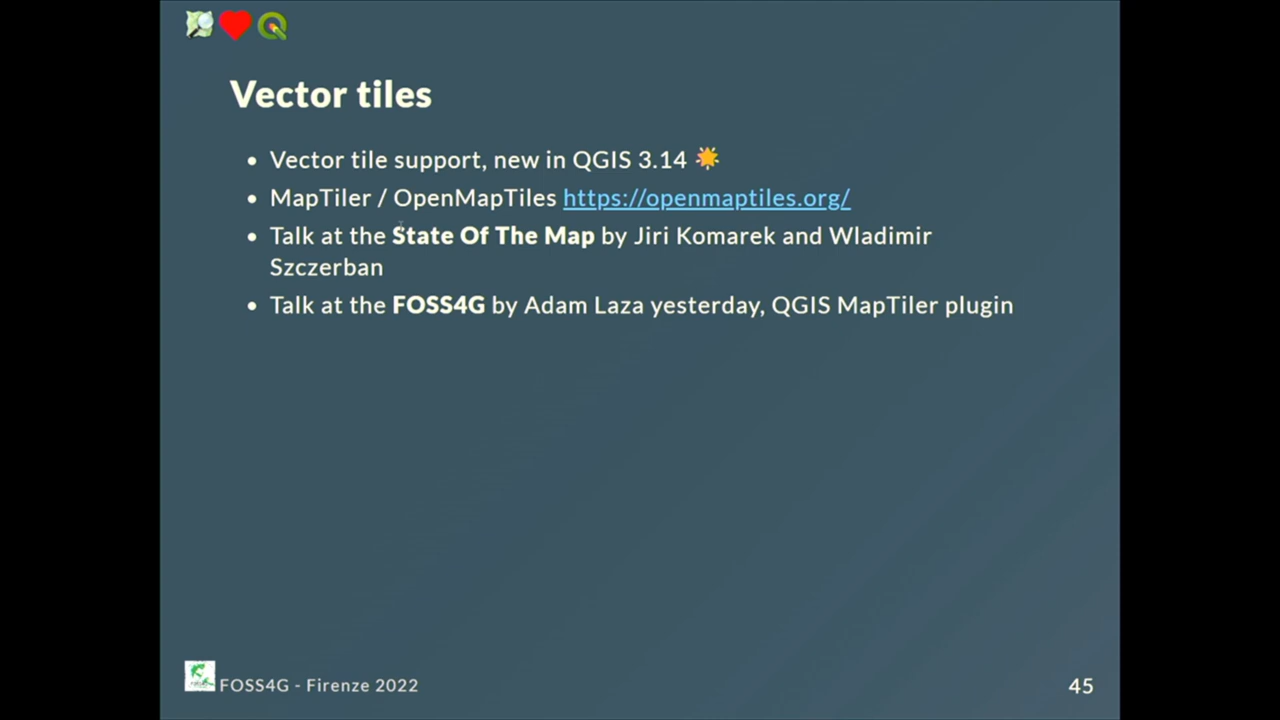 Vector tiles
Vector tile support, new in QGIS 3.14
MapTiler / OpenMapTiles https://openmaptiles.org/
Talk at the State Of The Map by Jiri Komarek and Wladimir
Szczerban
Talk at the FOSS4G by Adam Laza yesterday, QGIS MapTiler plugin
FOSS4G - Firenze 2022
45